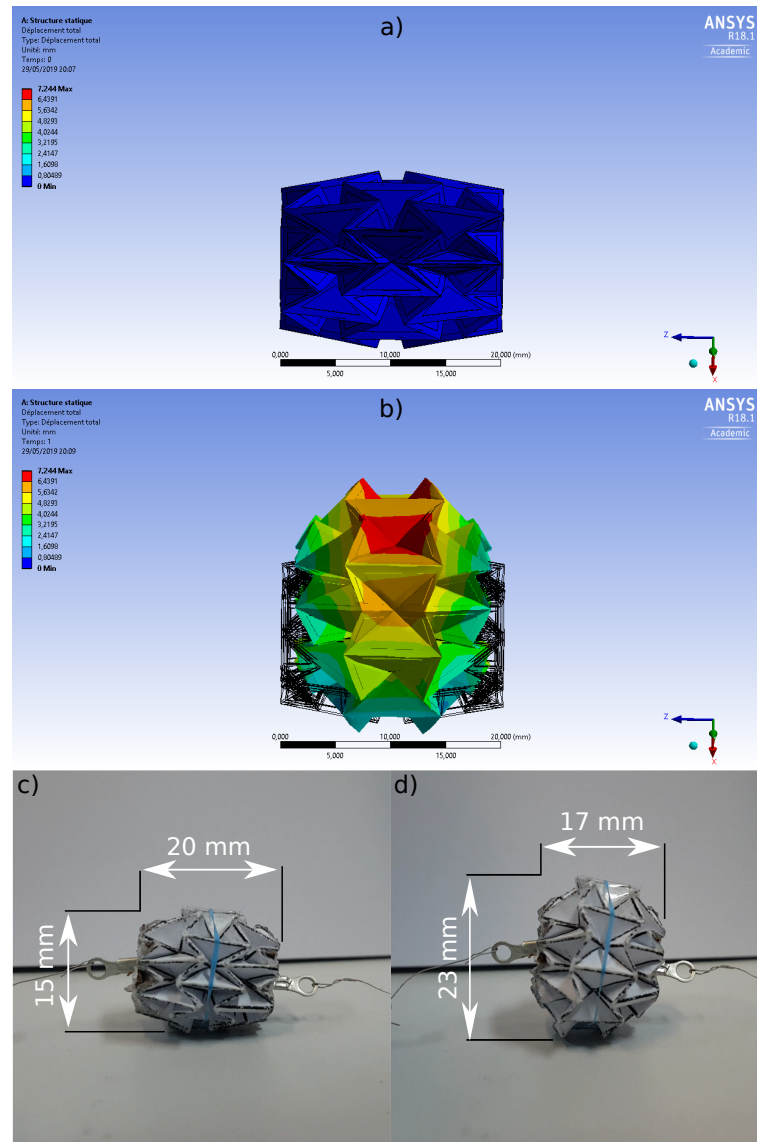 A: Structure statique
Déplacement total
Type: Déplacement total
Unité: mm
Temps: 0
29/05/2019 20:07
a)
ANSYS
R18.1
Academic
7,244 Max
6,4391
5,6342
4,8293
4,0244
3,2195
2,4147
1,6098
0,80489
0 Min
0,000 10,000 20,000 (mm)
5,000 15,000
Z
X
A: Structure statique
Déplacement total
Type: Déplacement total
Unité: mm
Temps: 1
29/05/2019 20:09
b)
ANSYS
R18.1
Academic
7,244 Max
6,4391
5,6342
4,8293
4,0244
3,2195
2,4147
1,6098
0,80489
0 Min
0,000 10,000 20,000 (mm)
5,000 15,000
Z
X
c)
20 mm
15 mm
d)
17 mm
23 mm